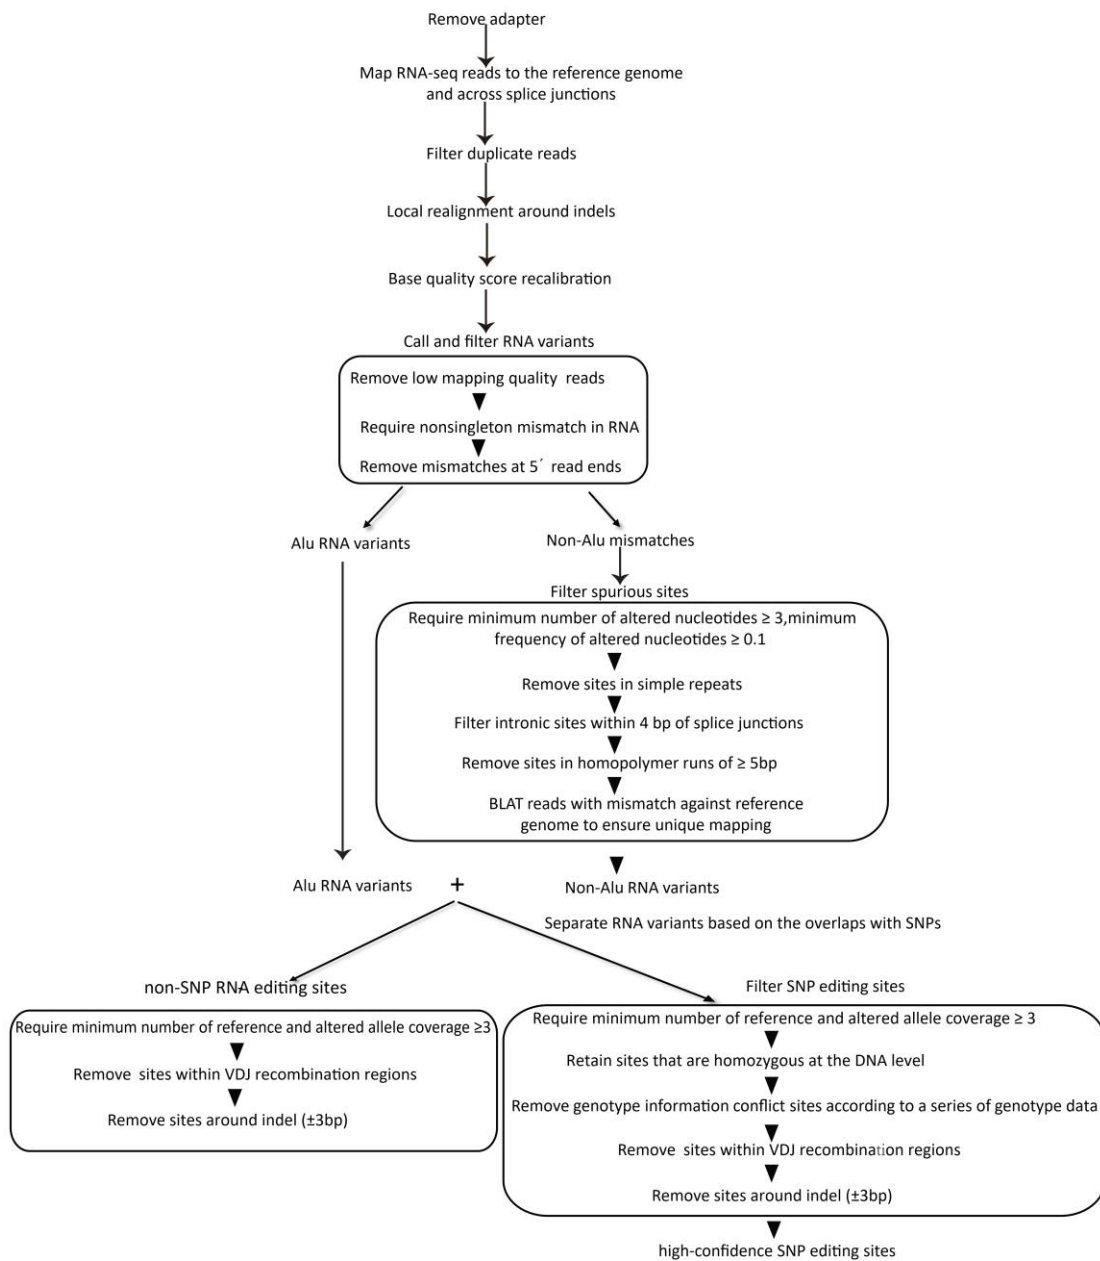 Remove adapter
Map RNA-seq reads to the reference genome
and across splice junctions
Filter duplicate reads
Local realignment around indels
Base quality score recalibration
Call and filter RNA variants
Remove low mapping quality reads
Require nonsingleton mismatch in RNA
Remove mismatches at 5´ read ends
Alu RNA variants
Non-Alu mismatches
Filter spurious sites
Require minimum number of altered nucleotides ≥ 3,minimum
frequency of altered nucleotides ≥ 0.1
Remove sites in simple repeats
Filter intronic sites within 4 bp of splice junctions
Remove sites in homopolymer runs of ≥ 5bp
BLAT reads with mismatch against reference
genome to ensure unique mapping
Alu RNA variants + Non-Alu RNA variants
Separate RNA variants based on the overlaps with SNPs
non-SNP RNA editing sites
Require minimum number of reference and altered allele coverage ≥3
Remove sites within VDJ recombination regions
Remove sites around indel (±3bp)
Filter SNP editing sites
Require minimum number of reference and altered allele coverage ≥ 3
Retain sites that are homozygous at the DNA level
Remove genotype information conflict sites according to a series of genotype data
Remove sites within VDJ recombination regions
Remove sites around indel (±3bp)
high-confidence SNP editing sites